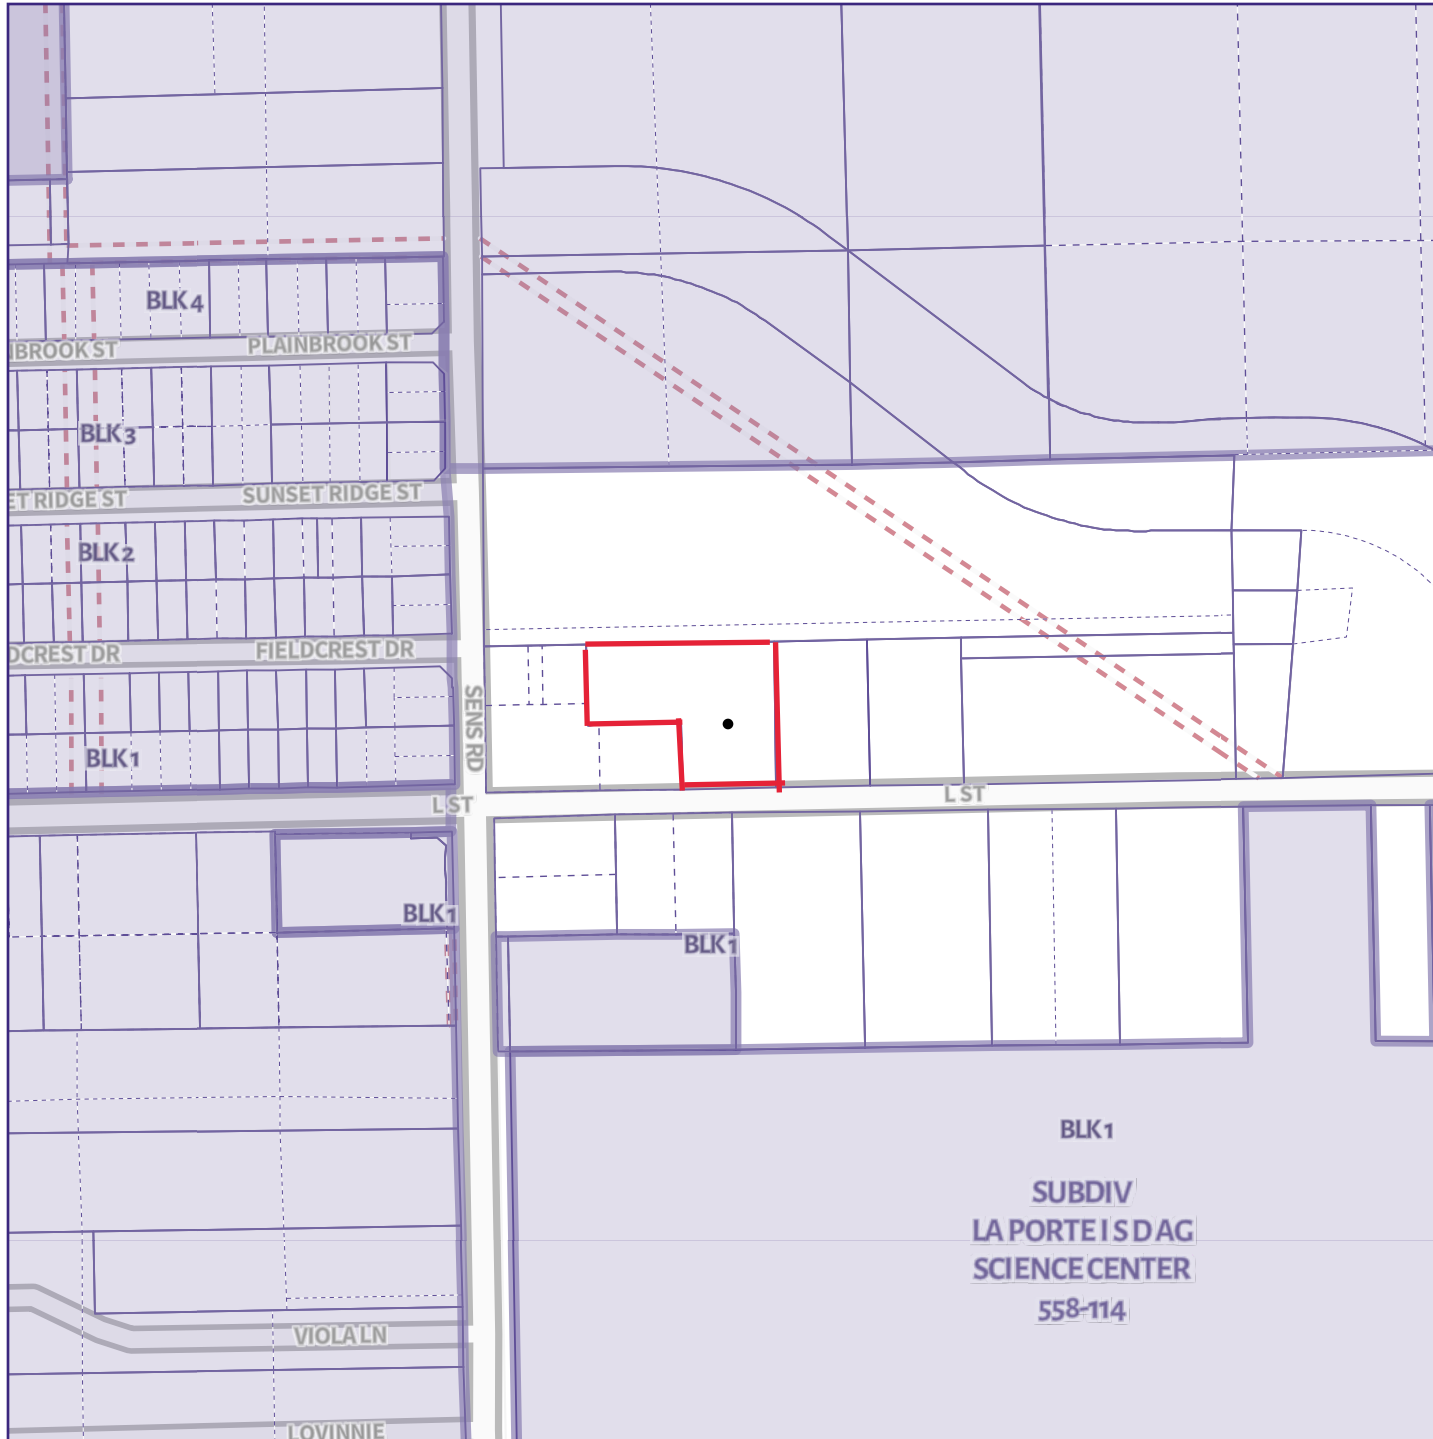 BLK 4
PLAINBROOK ST
NBROOK ST
BLK 3
SUNSET RIDGE ST
ET RIDGE ST
BLK 2
FIELDCREST DR
DCREST DR
SENS RD
BLK 1
L ST
L ST
BLK 1
BLK 1
BLK 1
SUBDIV
LA PORTE I S D AG
SCIENCE CENTER
558-114
VIOLA LN
LOVINNIE